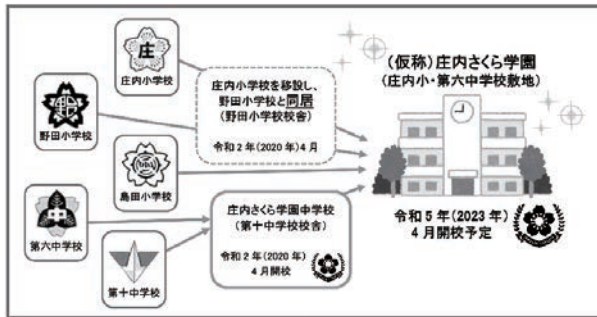 庄
庄内小学校
野田小学校
島田小学校
中
第六中学校
第十中学校
庄内小学校を移設し、
野田小学校と同居
(野田小学校校舎)
令和2年(2020年)4月
庄内さくら学園中学校
(第十中学校校舎)
令和2年(2020年)
4月開校
(仮称)庄内さくら学園
(庄内小・第六中学校敷地)
令和5年(2023年)
4月開校予定